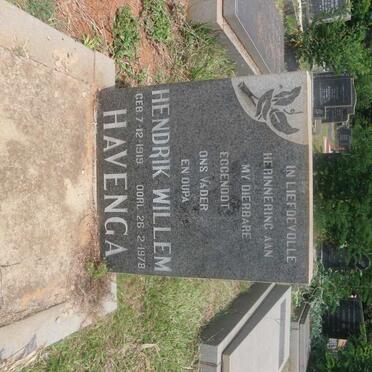 IN LIEFDEVOLLE
HERINNERING AAN
MY DIERBARE
EGGENOOT
ONS VADER
EN OUPA
HENDRIK WILLEM
HAVENGA
GEB 7-12-1919 OORL 26-2-1978